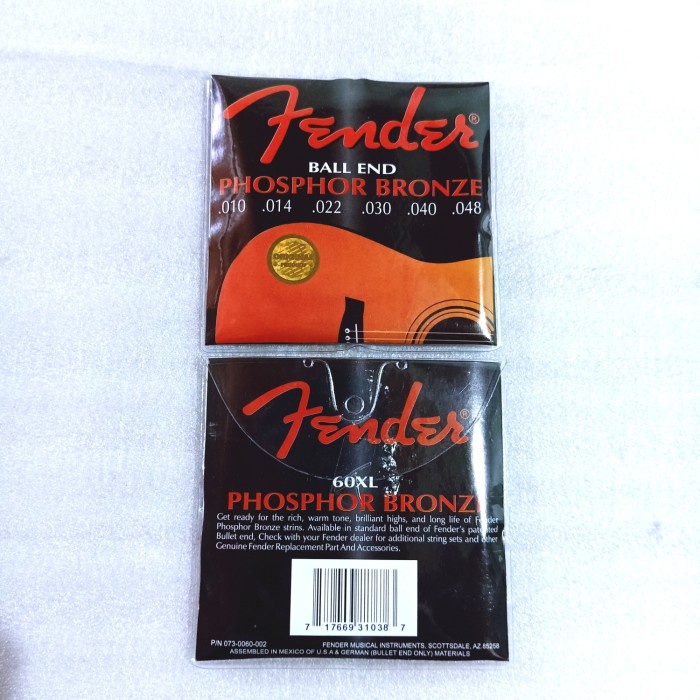 Fender®
BALL END
PHOSPHOR BRONZE
.010 .014 .022 .030 .040 .048
ORIGINAL
Fender®
60XL
PHOSPHOR BRONZE
Get ready for the rich, warm tone, brilliant highs, and long life of Fender
Phosphor Bronze strins. Available in standard ball end of Fender's patented
Bullet end, Check with your Fender dealer for additional string sets and other
Genuine Fender Replacement Part And Accessories.
7 17669 31038 7
P/N 073-0060-002
FENDER MUSICAL INSTRUMENTS, SCOTTSDALE, AZ.85258
ASSEMBLED IN MEXICO OF U.S.A & GERMAN (BULLET END ONLY) MATERIALS